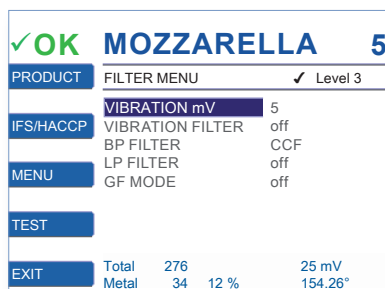 ✓OK MOZZARELLA 5
PRODUCT FILTER MENU ✓ Level 3
VIBRATION mV 5
IFS/HACCP VIBRATION FILTER off
BP FILTER CCF
LP FILTER off
MENU GF MODE off
TEST
EXIT Total 276 25 mV
Metal 34 12 % 154.26°